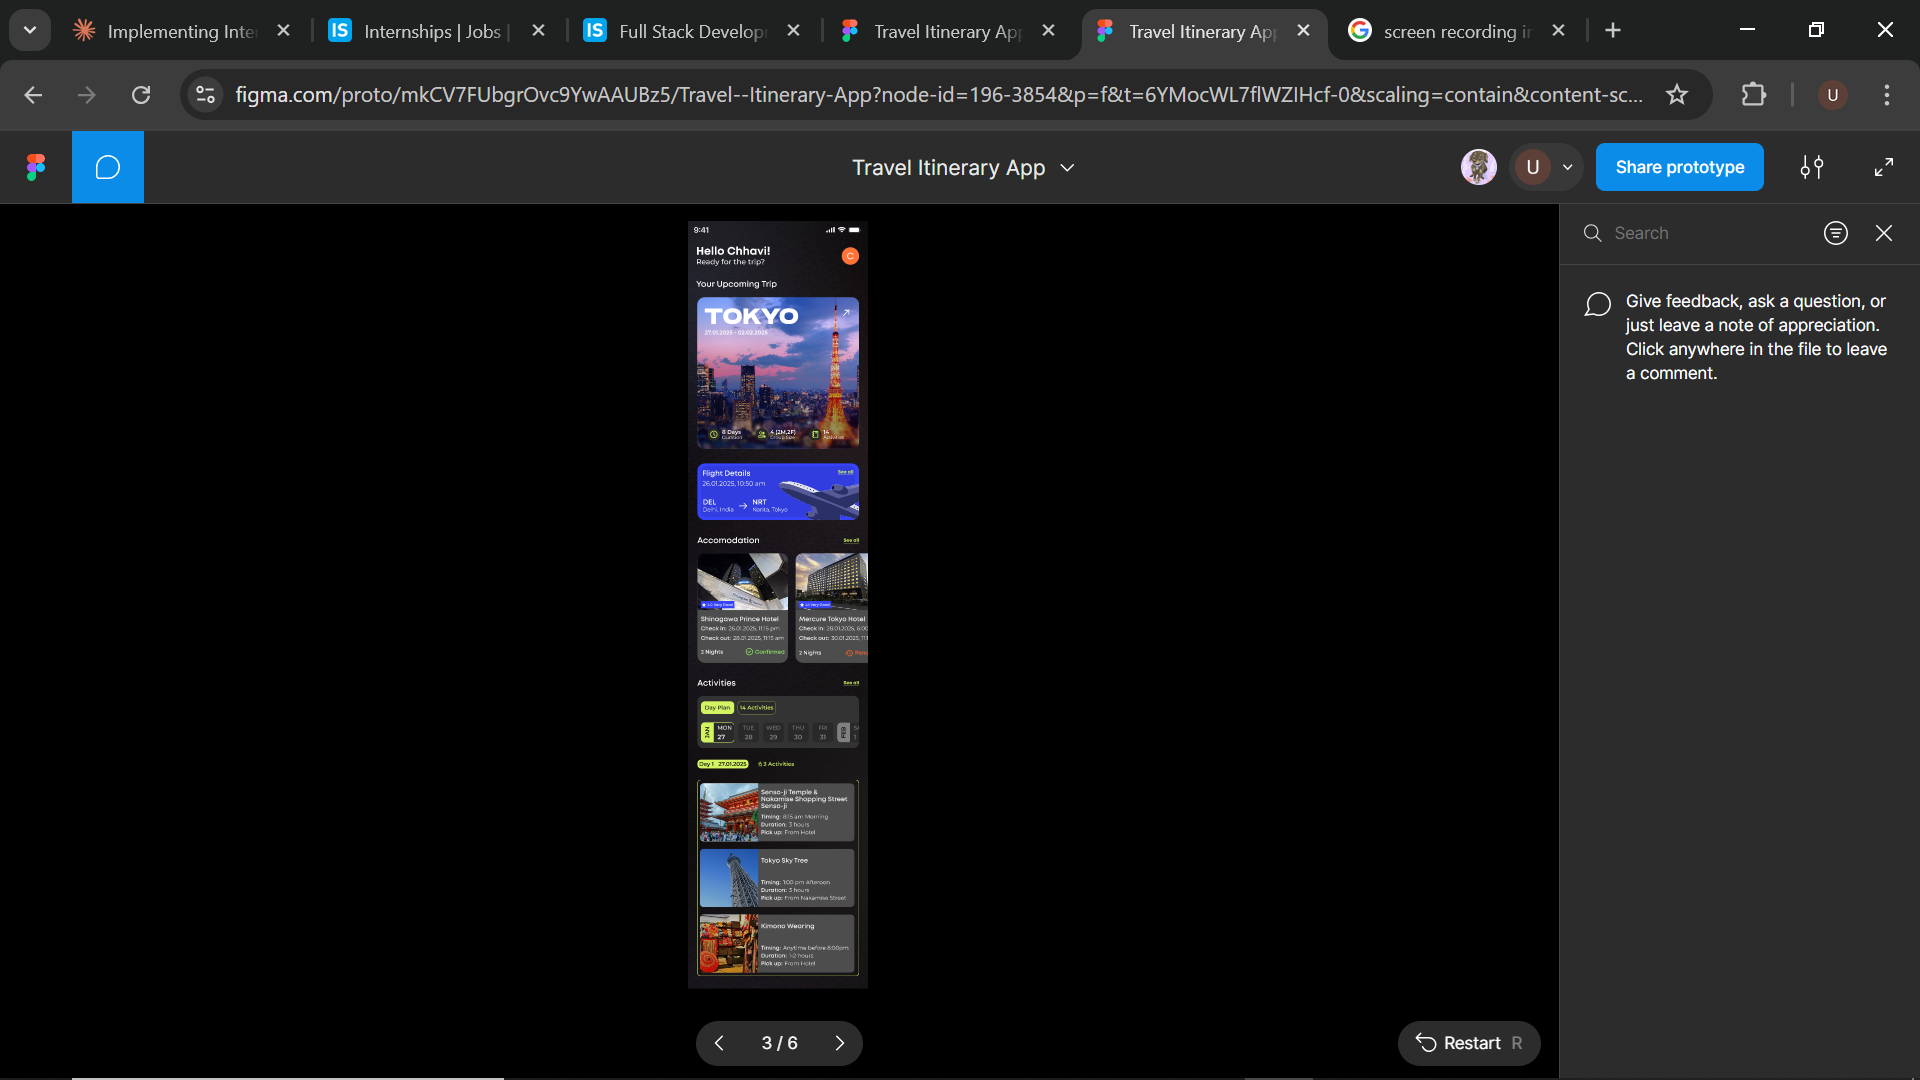 Implementing Inter
Internships | Jobs |
Full Stack Develop
Travel Itinerary Ap
Travel Itinerary App
screen recording in
figma.com/proto/mkCV7FUbgrOvc9YwAAUBz5/Travel--Itinerary-App?node-id=196-3854&p=f&t=6YMocWL7flWZIHcf-0&scaling=contain&content-sc...
U
Travel Itinerary App
U
Share prototype
Search
Give feedback, ask a question, or
just leave a note of appreciation.
Click anywhere in the file to leave
a comment.
9:41
Hello Chhavi!
Ready for the trip?
C
Your Upcoming Trip
TOKYO
27.01.2025 - 02.02.2025
8 Days
Duration
4 (2M,2F)
Group Size
14
Activities
Flight Details
See all
26.01.2025, 10:50 am
DEL
Delhi, India
NRT
Narita, Tokyo
Accomodation
See all
4.0 Very Good
Shinagawa Prince Hotel
Check in: 26.01.2025, 11:15 pm
Check out: 28.01.2025, 11:15 am
3 Nights
Confirmed
Mercure Tokyo Hotel
Check in: 28.01.2025, 6:00
Check out: 30.01.2025, 11:1
2 Nights
Pend
Activities
See all
Day Plan
14 Activities
JAN
MON
27
TUE
28
WED
29
THU
30
FRI
31
FEB
SA
1
Day 1 27.01.2025
3 Activities
Senso-ji Temple &
Nakamise Shopping Street
Senso-ji
Timing: 8:15 am Morning
Duration: 3 hours
Pick up: From Hotel
Tokyo Sky Tree
Timing: 1:00 pm Afteroon
Duration: 3 hours
Pick up: From Nakamise Street
Kimono Wearing
Timing: Anytime before 8:00pm
Duration: 1-2 hours
Pick up: From Hotel
3 / 6
Restart R